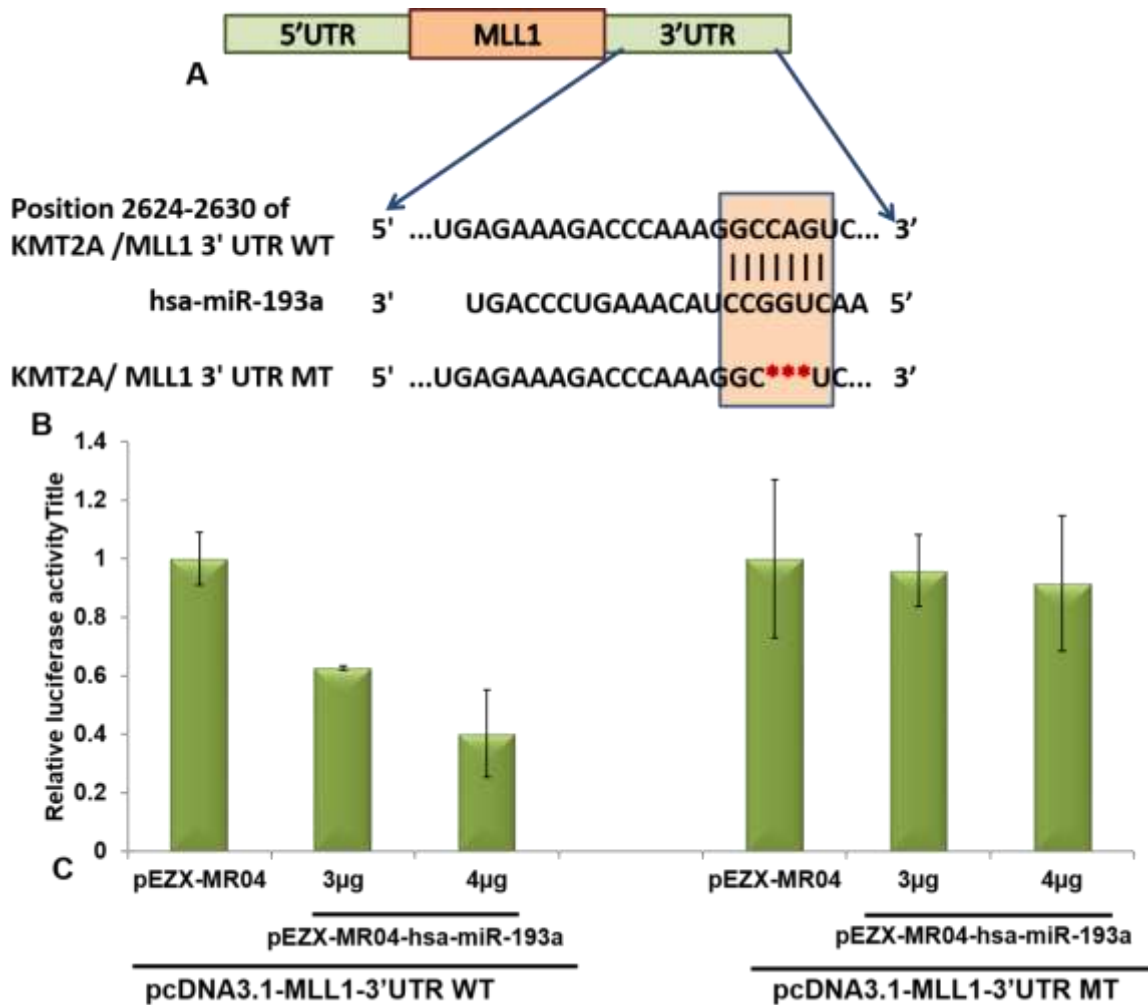 5'UTR MLL1 3'UTR
A
Position 2624-2630 of
KMT2A /MLL1 3' UTR WT 5' ...UGAGAAAGACCCAAAGGCCAGUC... 3’
hsa-miR-193a 3' UGACCCUGAAACAUCCGGUCAA 5’
KMT2A/ MLL1 3' UTR MT 5' ...UGAGAAAGACCCAAAGGC***UC... 3'
B
Relative luciferase activityTitle
1.4
1.2
1
0.8
0.6
0.4
0.2
0
C
pEZX-MR04 3µg 4µg pEZX-MR04 3µg 4µg
pEZX-MR04-hsa-miR-193a pEZX-MR04-hsa-miR-193a
pcDNA3.1-MLL1-3’UTR WT pcDNA3.1-MLL1-3’UTR MT